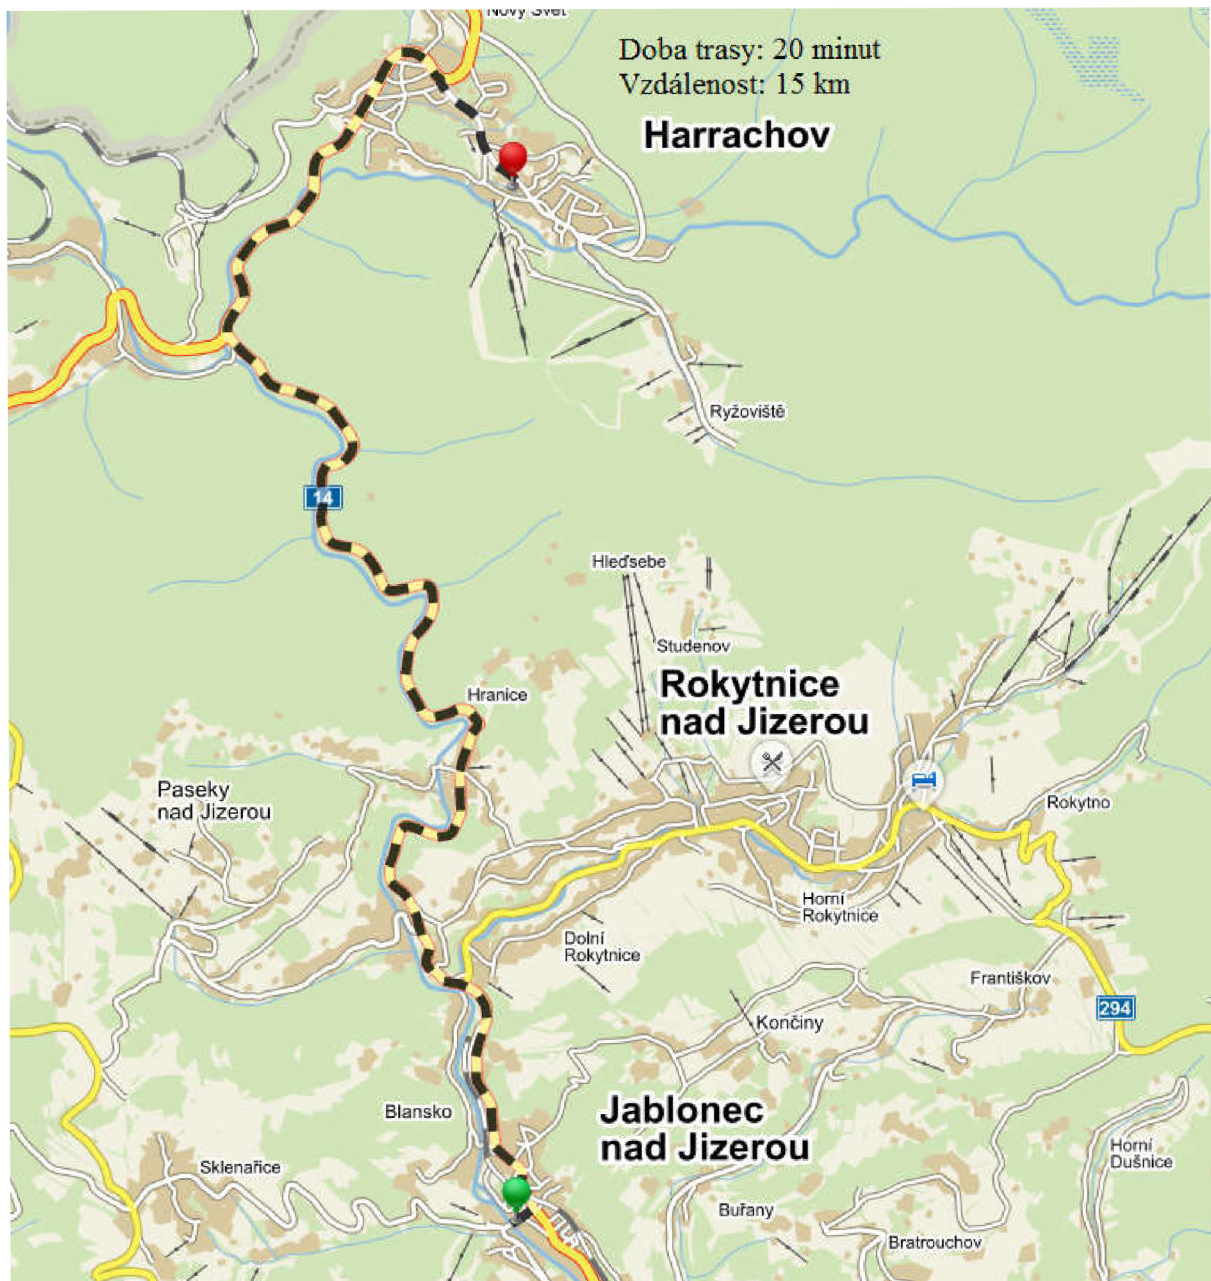 Nový Svět
Doba trasy: 20 minut
Vzdálenost: 15 km
Harrachov
Ryžoviště
14
Hleďsebe
Studenov
Rokytnice
nad Jizerou
Hranice
Paseky
nad Jizerou
Rokytno
Horní
Rokytnice
Dolní
Rokytnice
Františkov
294
Končiny
Blansko
Jablonec
nad Jizerou
Horní
Dušnice
Sklenařice
Buřany
Bratrouchov